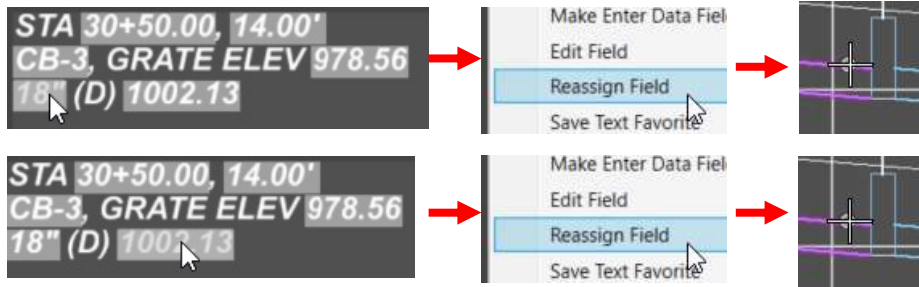 STA 30+50.00, 14.00'
CB-3, GRATE ELEV 978.56
18" (D) 1002.13
Make Enter Data Fiel
Edit Field
Reassign Field
Save Text Favorite
STA 30+50.00, 14.00'
CB-3, GRATE ELEV 978.56
18" (D) 1002.13
Make Enter Data Fiel
Edit Field
Reassign Field
Save Text Favorite